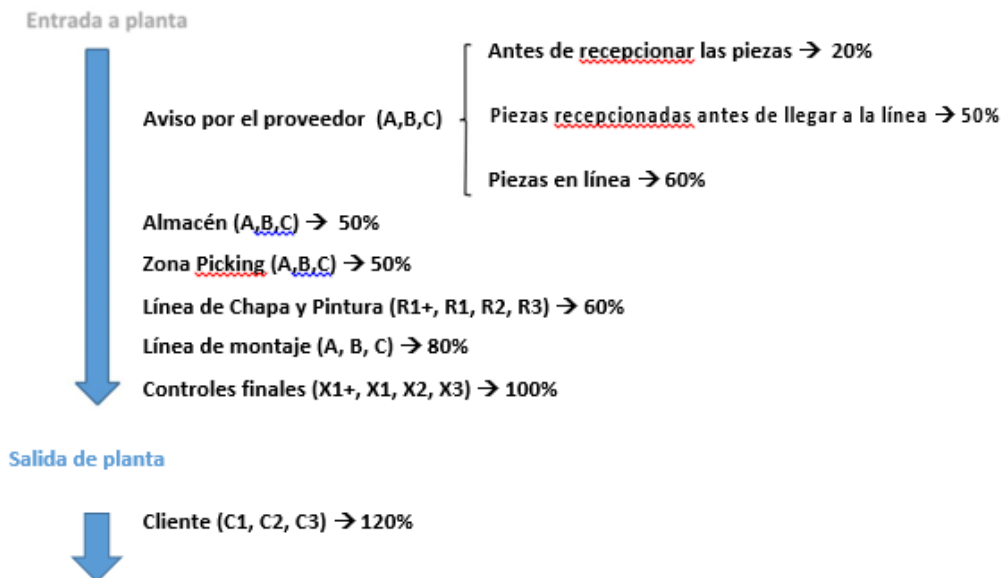 Entrada a planta
Antes de recepcionar las piezas → 20%
Aviso por el proveedor (A,B,C)
Piezas recepcionadas antes de llegar a la línea → 50%
Piezas en línea → 60%
Almacén (A,B,C) → 50%
Zona Picking (A,B,C) → 50%
Línea de Chapa y Pintura (R1+, R1, R2, R3) → 60%
Línea de montaje (A, B, C) → 80%
Controles finales (X1+, X1, X2, X3) → 100%
Salida de planta
Cliente (C1, C2, C3) → 120%